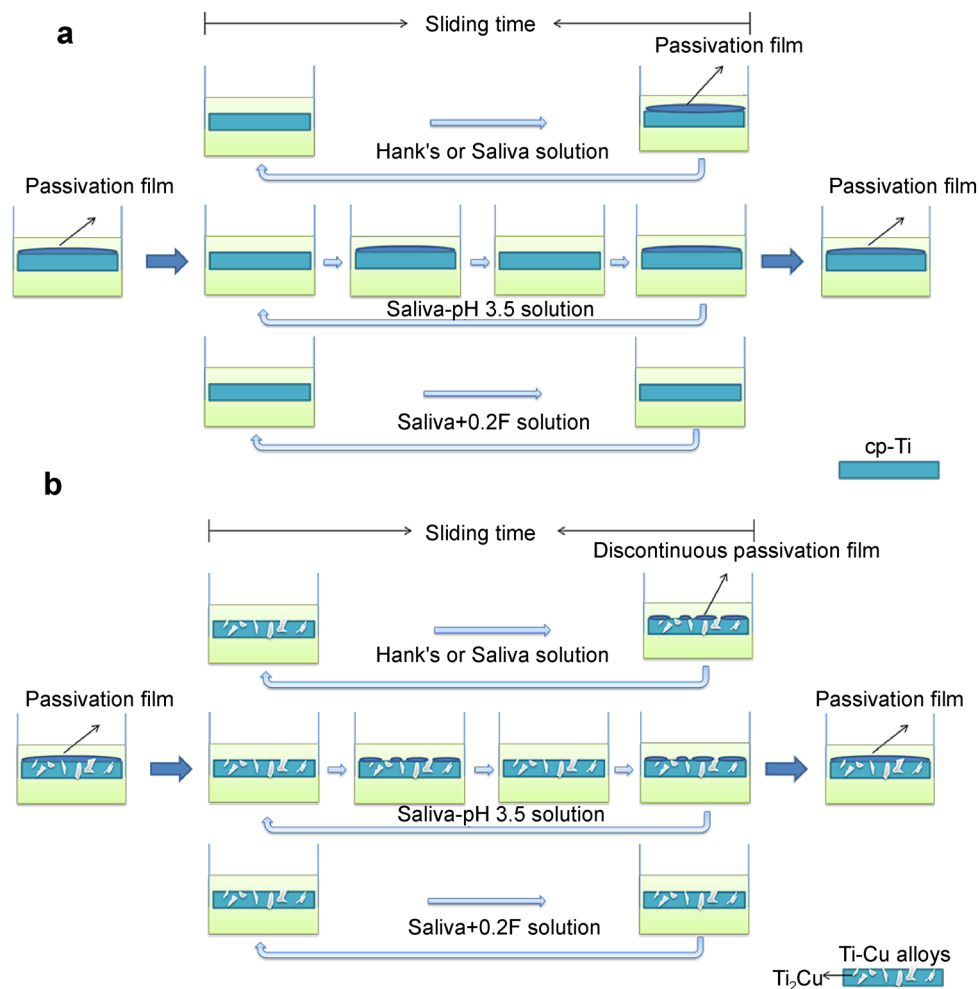 a
Sliding time
Passivation film
Hank's or Saliva solution
Passivation film
Passivation film
Saliva-pH 3.5 solution
Saliva+0.2F solution
cp-Ti
b
Sliding time
Discontinuous passivation film
Hank's or Saliva solution
Passivation film
Passivation film
Saliva-pH 3.5 solution
Saliva+0.2F solution
Ti-Cu alloys
Ti₂Cu